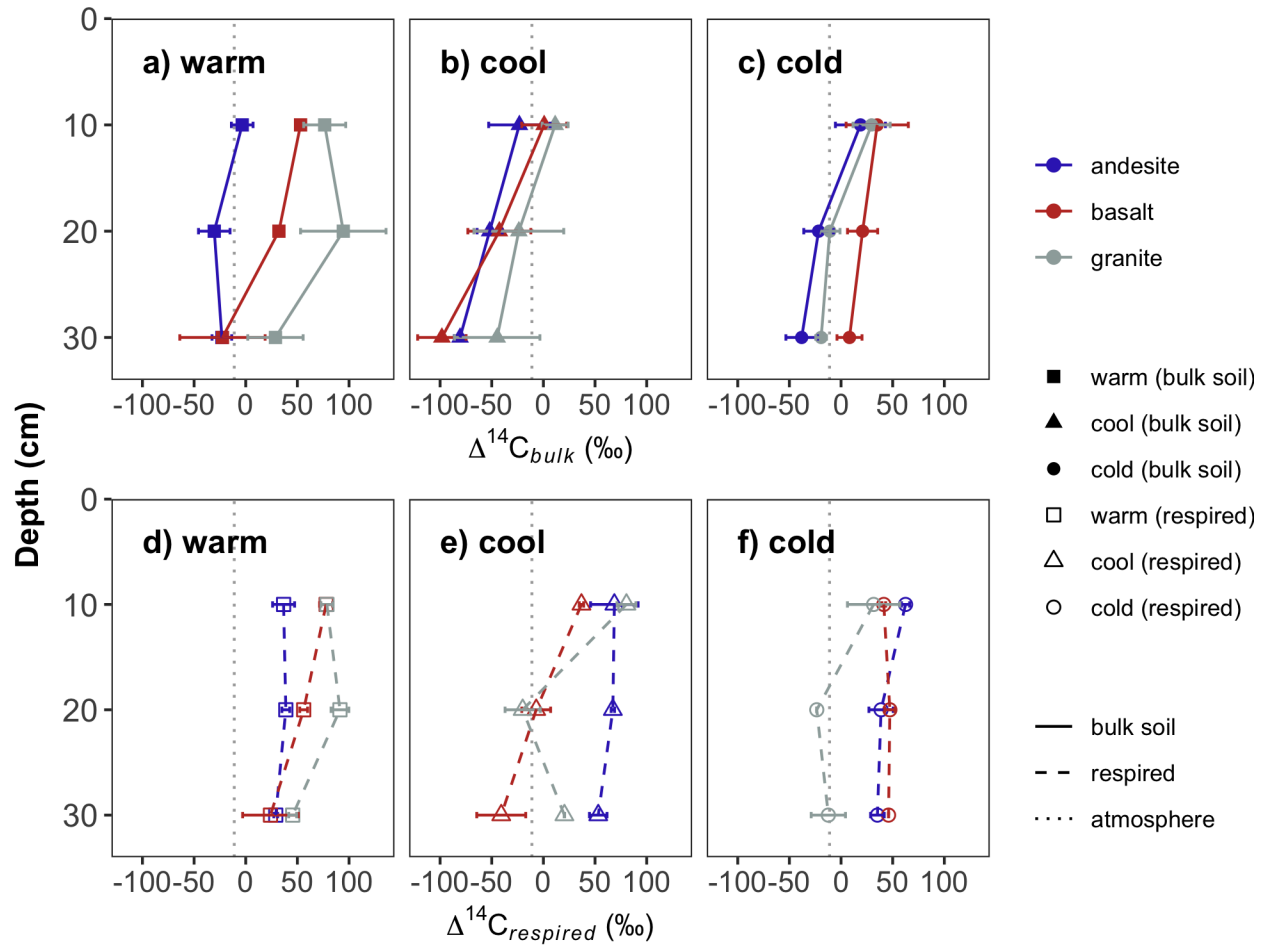 a) warm
b) cool
c) cold
0
10
20
30
-100 -50 0 50 100
-100 -50 0 50 100
-100 -50 0 50 100
Δ14Cbulk (‰)
Depth (cm)
d) warm
e) cool
f) cold
0
10
20
30
-100 -50 0 50 100
-100 -50 0 50 100
-100 -50 0 50 100
Δ14Crespired (‰)
andesite
basalt
granite
warm (bulk soil)
cool (bulk soil)
cold (bulk soil)
warm (respired)
cool (respired)
cold (respired)
bulk soil
respired
atmosphere